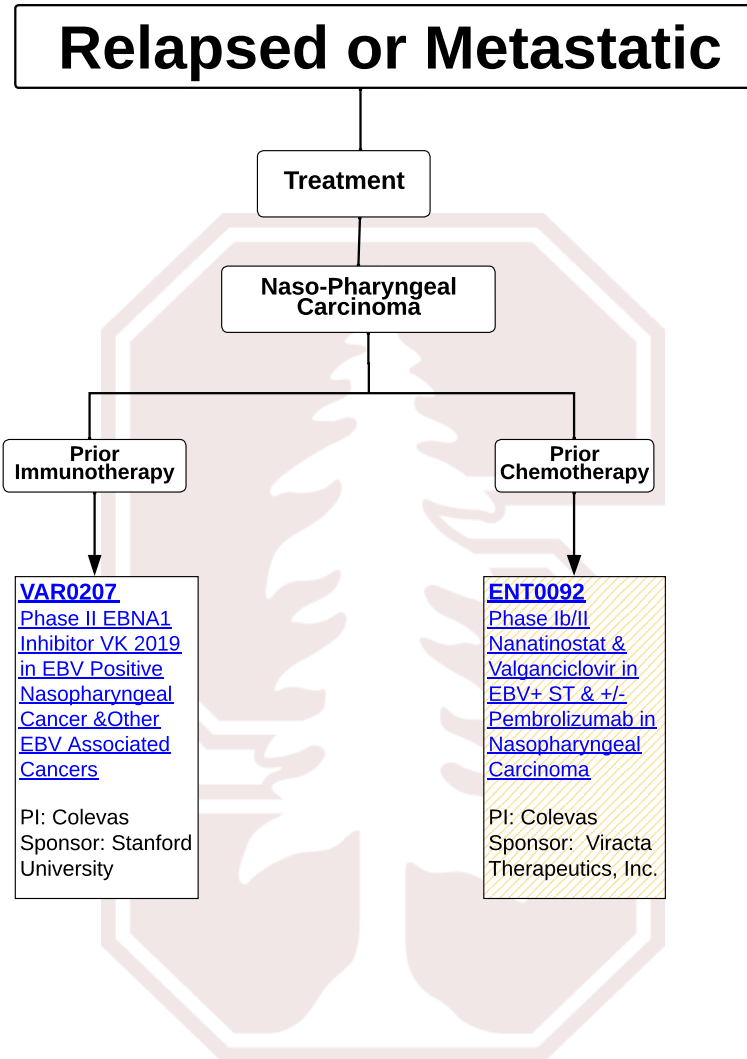 Relapsed or Metastatic
Treatment
Naso-Pharyngeal
Carcinoma
Prior
Immunotherapy
Prior
Chemotherapy
VAR0207
Phase II EBNA1
Inhibitor VK 2019
in EBV Positive
Nasopharyngeal
Cancer &Other
EBV Associated
Cancers
PI: Colevas
Sponsor: Stanford
University
ENT0092
Phase Ib/II
Nanatinostat &
Valganciclovir in
EBV+ ST & +/-
Pembrolizumab in
Nasopharyngeal
Carcinoma
PI: Colevas
Sponsor:  Viracta
Therapeutics, Inc.